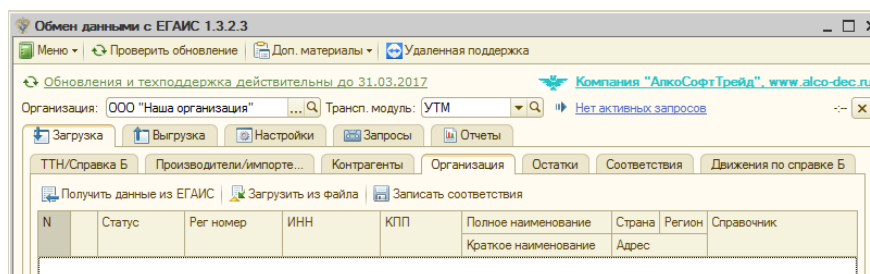 Обмен данными с ЕГАИС 1.3.2.3
Меню Проверить обновление Доп. материалы Удаленная поддержка
Обновления и техподдержка действительны до 31.03.2017 Компания "АлкоСофтТрейд", www.alco-dec.ru
Организация: ООО "Наша организация" ... Трансп. модуль: УТМ Нет активных запросов -:--
Загрузка Выгрузка Настройки Запросы Отчеты
ТТН/Справка Б Производители/импорте... Контрагенты Организация Остатки Соответствия Движения по справке Б
Получить данные из ЕГАИС Загрузить из файла Записать соответствия
N Статус Рег номер ИНН КПП Полное наименование Страна Регион Справочник
Краткое наименование Адрес